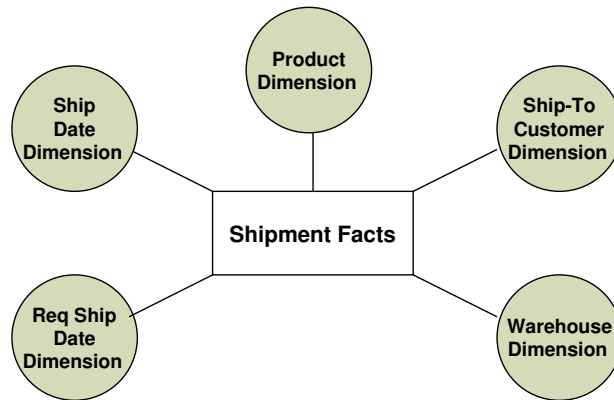 Product
Dimension
Ship
Date
Dimension
Ship-To
Customer
Dimension
Shipment Facts
Req Ship
Date
Dimension
Warehouse
Dimension